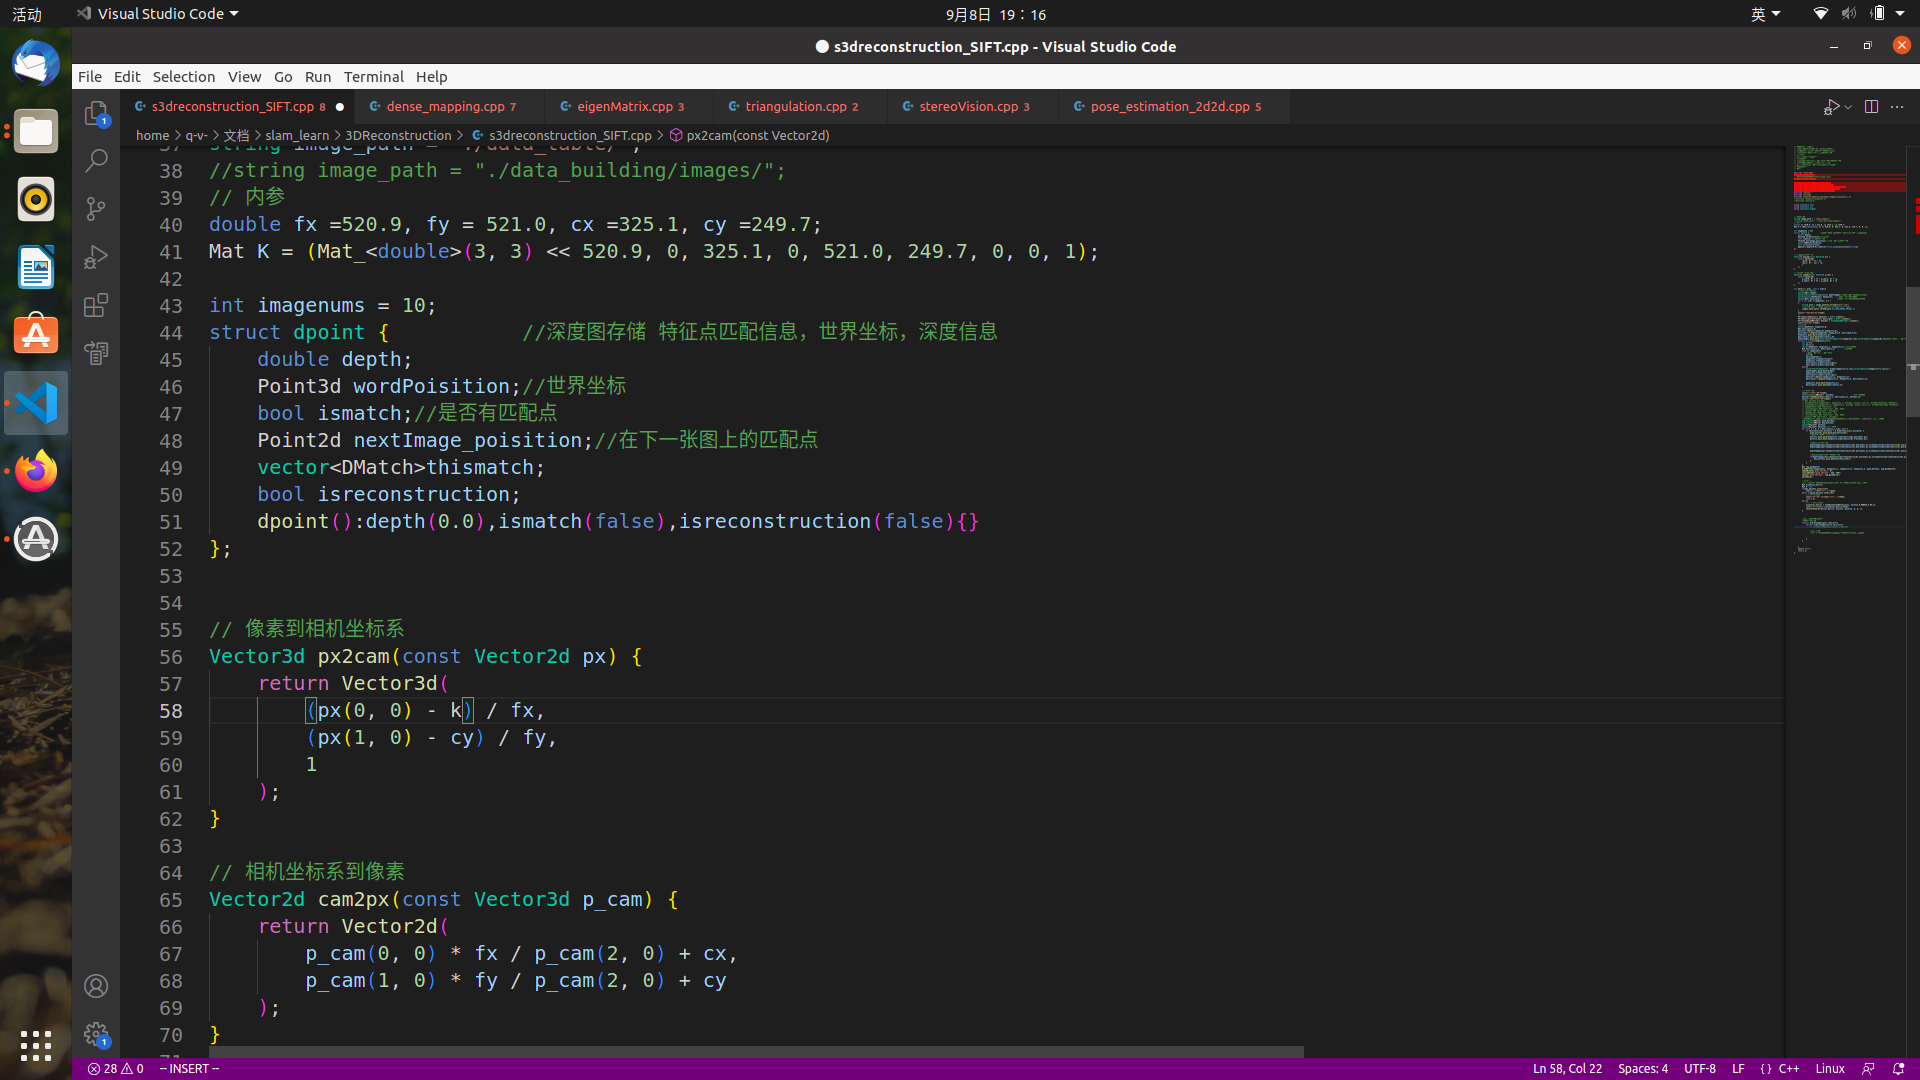 活动
Visual Studio Code
9月8日 19：16
英
s3dreconstruction_SIFT.cpp - Visual Studio Code
File Edit Selection View Go Run Terminal Help
s3dreconstruction_SIFT.cpp 8
dense_mapping.cpp 7
eigenMatrix.cpp 3
triangulation.cpp 2
stereoVision.cpp 3
pose_estimation_2d2d.cpp 5
home > q-v- > 文档 > slam_learn > 3DReconstruction > s3dreconstruction_SIFT.cpp > px2cam(const Vector2d)
38 //string image_path = "./data_building/images/";
39 // 内参
40 double fx =520.9, fy = 521.0, cx =325.1, cy =249.7;
41 Mat K = (Mat_<double>(3, 3) << 520.9, 0, 325.1, 0, 521.0, 249.7, 0, 0, 1);
42
43 int imagenums = 10;
44 struct dpoint { //深度图存储 特征点匹配信息，世界坐标，深度信息
45 double depth;
46 Point3d wordPoisition;//世界坐标
47 bool ismatch;//是否有匹配点
48 Point2d nextImage_poisition;//在下一张图上的匹配点
49 vector<DMatch>thismatch;
50 bool isreconstruction;
51 dpoint():depth(0.0),ismatch(false),isreconstruction(false){}
52 };
53
54
55 // 像素到相机坐标系
56 Vector3d px2cam(const Vector2d px) {
57 return Vector3d(
58 (px(0, 0) - k) / fx,
59 (px(1, 0) - cy) / fy,
60 1
61 );
62 }
63
64 // 相机坐标系到像素
65 Vector2d cam2px(const Vector3d p_cam) {
66 return Vector2d(
67 p_cam(0, 0) * fx / p_cam(2, 0) + cx,
68 p_cam(1, 0) * fy / p_cam(2, 0) + cy
69 );
70 }
1
1
28 0 -- INSERT --
Ln 58, Col 22 Spaces: 4 UTF-8 LF {} C++ Linux